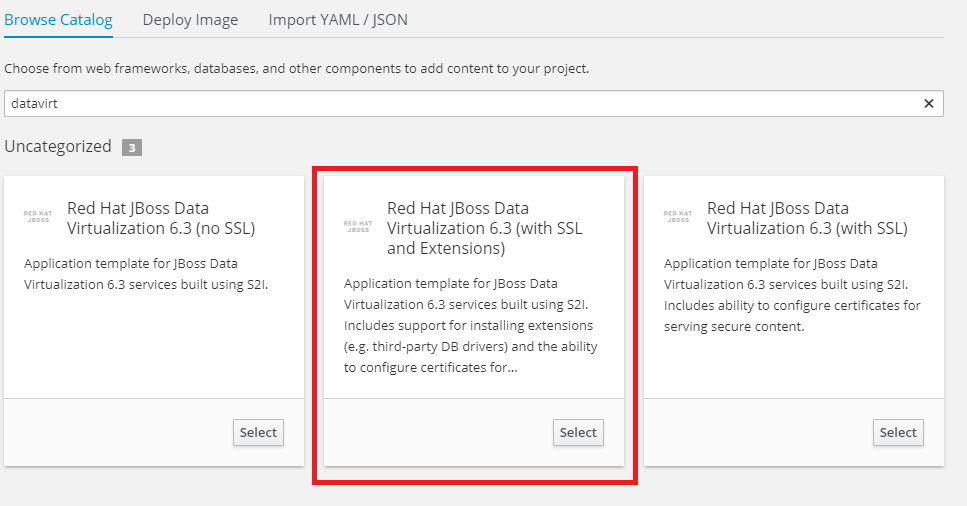 Browse Catalog Deploy Image Import YAML / JSON
Choose from web frameworks, databases, and other components to add content to your project.
datavirt ×
Uncategorized 3
RED HAT
JBOSS
Red Hat JBoss Data
Virtualization 6.3 (no SSL)
Application template for JBoss Data
Virtualization 6.3 services built using S2I.
Select
RED HAT
JBOSS
Red Hat JBoss Data
Virtualization 6.3 (with SSL
and Extensions)
Application template for JBoss Data
Virtualization 6.3 services built using S2I.
Includes support for installing extensions
(e.g. third-party DB drivers) and the ability
to configure certificates for...
Select
RED HAT
JBOSS
Red Hat JBoss Data
Virtualization 6.3 (with SSL)
Application template for JBoss Data
Virtualization 6.3 services built using S2I.
Includes ability to configure certificates for
serving secure content.
Select